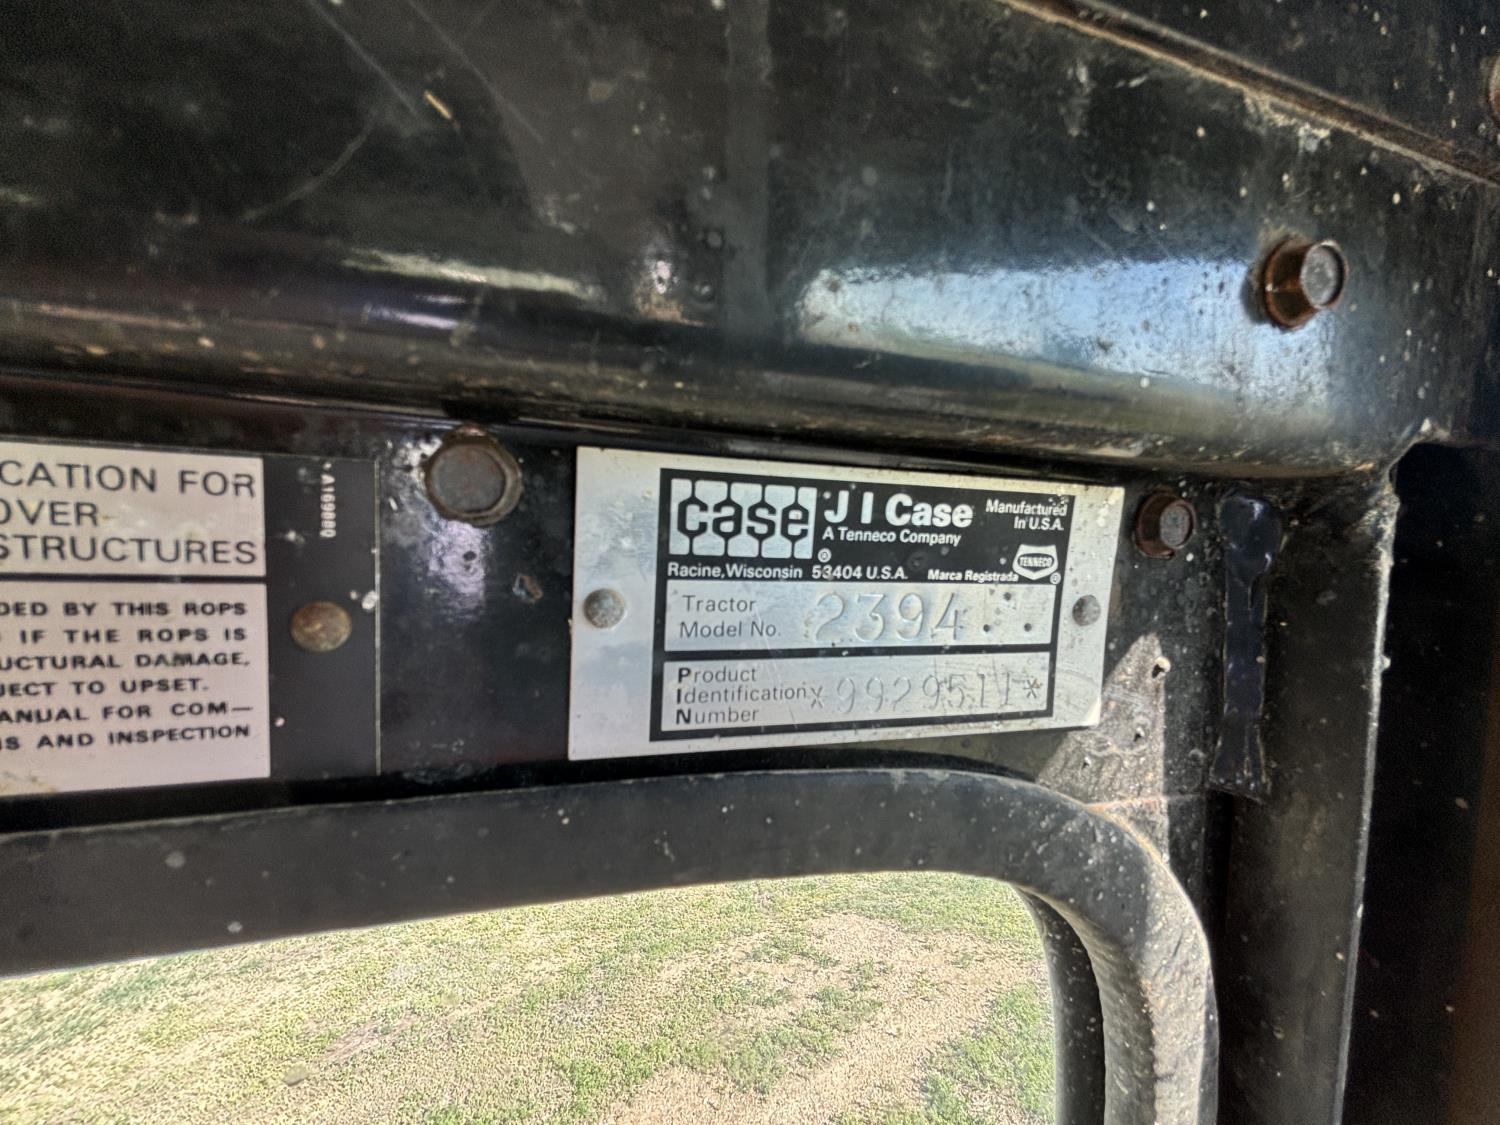 CATION FOR
OVER-
STRUCTURES
DED BY THIS ROPS
IF THE ROPS IS
UCTURAL DAMAGE,
JECT TO UPSET.
ANUAL FOR COM—
IS AND INSPECTION
case ®
J I Case
A Tenneco Company
Manufactured
In U.S.A.
Racine, Wisconsin 53404 U.S.A. Marca Registrada
TENNECO ®
Tractor
Model No. 2394
Product
Identification *9929511*
Number